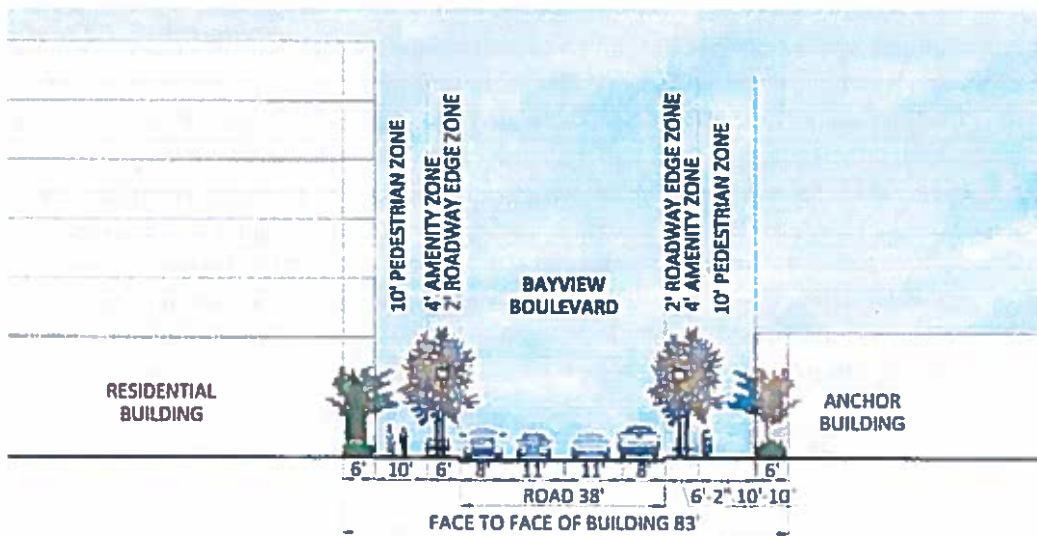 10' PEDESTRIAN ZONE
4' AMENITY ZONE
2' ROADWAY EDGE ZONE
BAYVIEW
BOULEVARD
2' ROADWAY EDGE ZONE
4' AMENITY ZONE
10' PEDESTRIAN ZONE
RESIDENTIAL
BUILDING
ANCHOR
BUILDING
6' 10' 6' 8' 11' 11' 8' 6'
ROAD 38' 6'-2" 10'-10"
FACE TO FACE OF BUILDING 83'